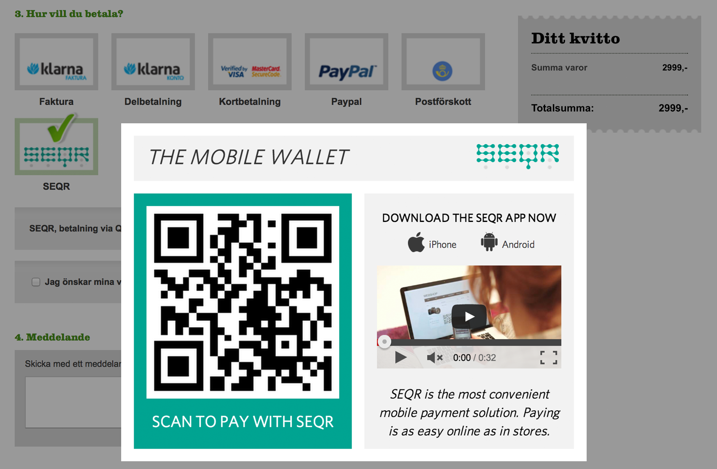 3. Hur vill du betala?
klarna
FAKTURA
klarna
KONTO
Verified by
VISA
MasterCard
SecureCode
PayPal
Faktura
Delbetalning
Kortbetalning
Paypal
Postförskott
SEQR
SEQR
SEQR, betalning via Q
Jag önskar mina v
4. Meddelande
Skicka med ett meddelan
Ditt kvitto
Summa varor 2999,-
Totalsumma: 2999,-
THE MOBILE WALLET
SEQR
SCAN TO PAY WITH SEQR
DOWNLOAD THE SEQR APP NOW
iPhone
Android
0:00 / 0:32
SEQR is the most convenient
mobile payment solution. Paying
is as easy online as in stores.